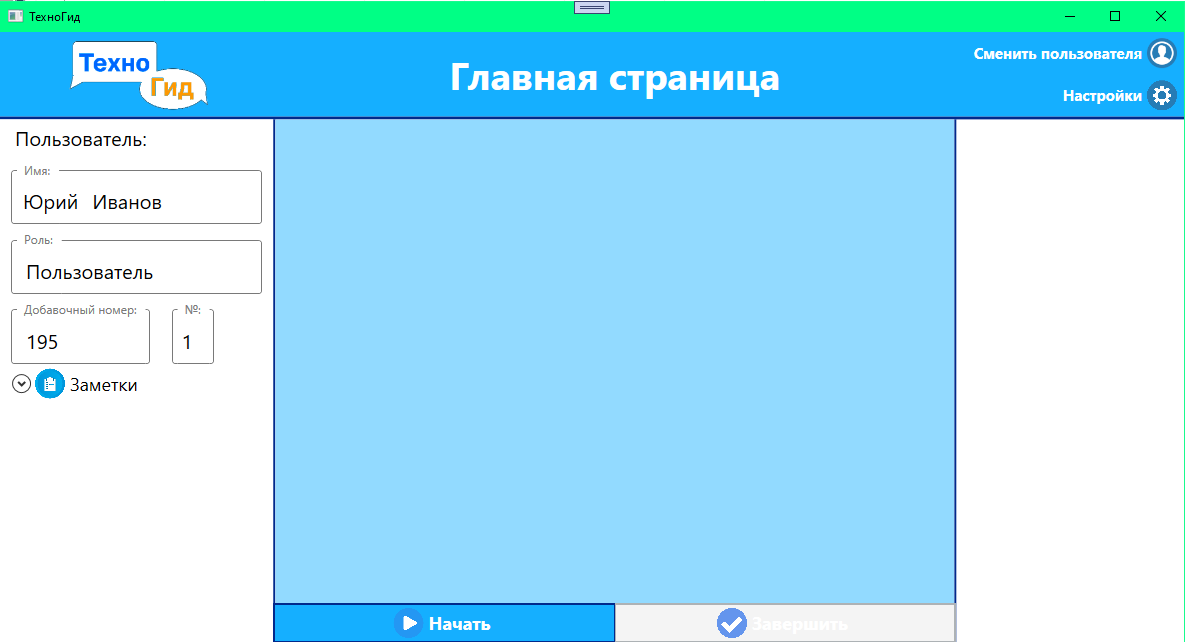 ТехноГид
Техно
Гид
Главная страница
Сменить пользователя
Настройки
Пользователь:
Имя:
Юрий Иванов
Роль:
Пользователь
Добавочный номер:
№:
195
1
Заметки
Начать
Завершить